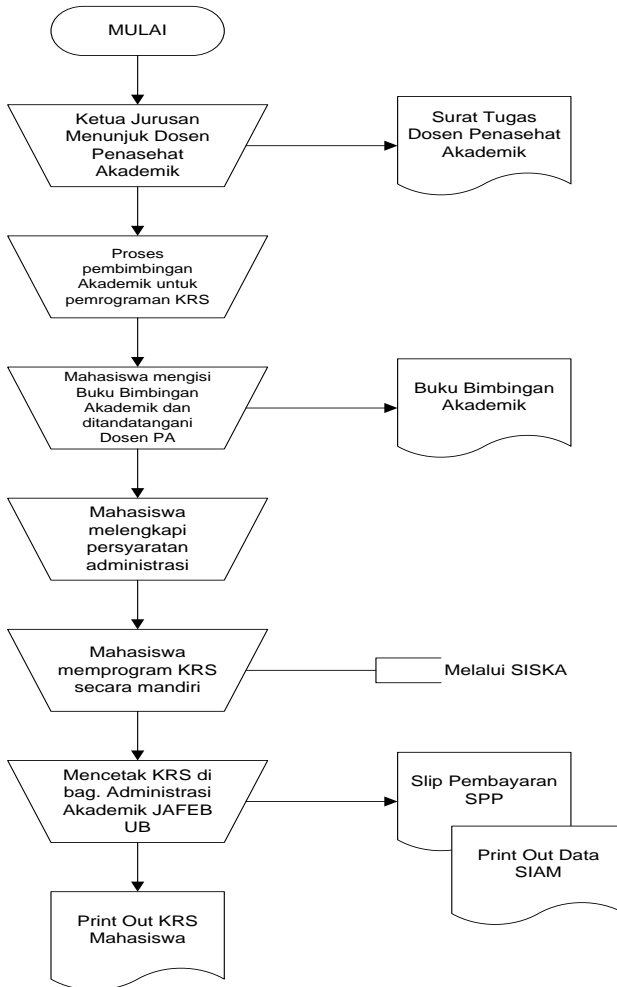 MULAI
Ketua Jurusan
Menunjuk Dosen
Penasehat
Akademik
Surat Tugas
Dosen Penasehat
Akademik
Proses
pembimbingan
Akademik untuk
pemrograman KRS
Mahasiswa mengisi
Buku Bimbingan
Akademik dan
ditandatangani
Dosen PA
Buku Bimbingan
Akademik
Mahasiswa
melengkapi
persyaratan
administrasi
Mahasiswa
memprogram KRS
secara mandiri
Melalui SISKA
Mencetak KRS di
bag. Administrasi
Akademik JAFEB
UB
Slip Pembayaran
SPP
Print Out Data
SIAM
Print Out KRS
Mahasiswa